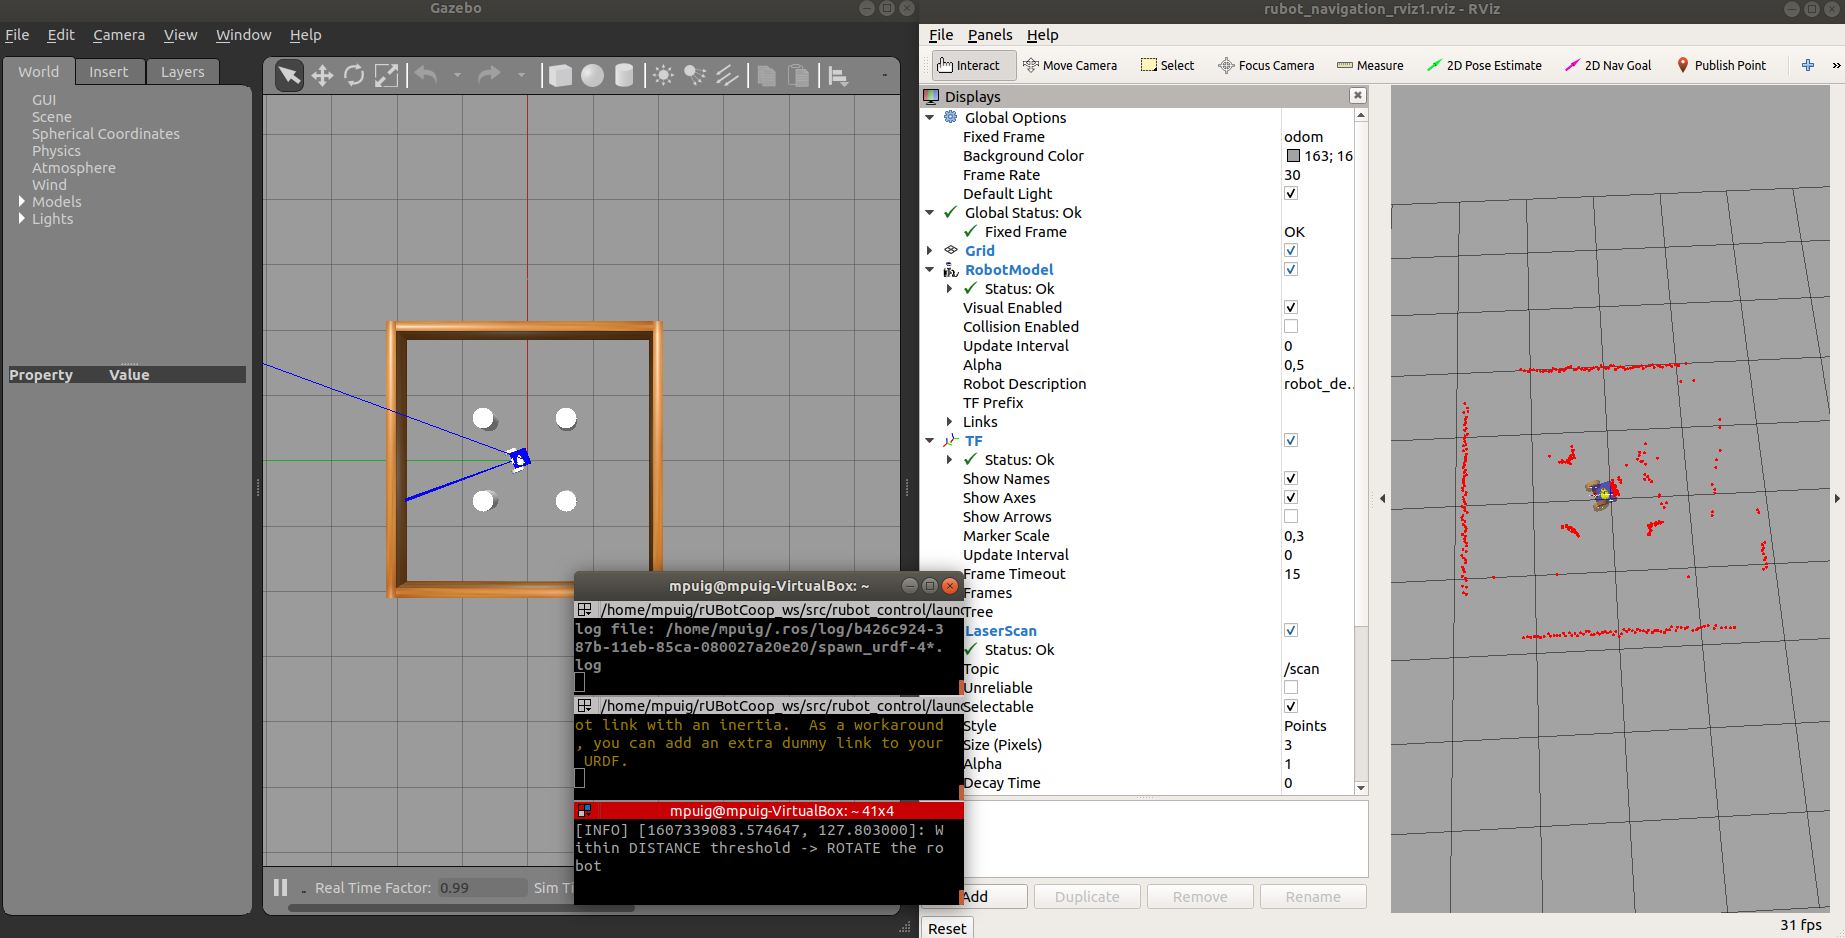 Gazebo
File Edit Camera View Window Help
World Insert Layers
GUI
Scene
Spherical Coordinates
Physics
Atmosphere
Wind
Models
Lights
Property Value
Real Time Factor: 0.99 Sim Ti
mpuig@mpuig-VirtualBox: ~
/home/mpuig/rUBotCoop_ws/src/rubot_control/launc
log file: /home/mpuig/.ros/log/b426c924-3
87b-11eb-85ca-080027a20e20/spawn_urdf-4*.
log
/home/mpuig/rUBotCoop_ws/src/rubot_control/launc
ot link with an inertia.  As a workaround
, you can add an extra dummy link to your
URDF.
mpuig@mpuig-VirtualBox: ~ 41x4
[INFO] [1607339083.574647, 127.803000]: W
ithin DISTANCE threshold -> ROTATE the ro
bot
rubot_navigation_rviz1.rviz - RViz
File Panels Help
Interact Move Camera Select Focus Camera Measure 2D Pose Estimate 2D Nav Goal Publish Point
Displays
Global Options
Fixed Frame odom
Background Color 163; 16
Frame Rate 30
Default Light
Global Status: Ok
Fixed Frame OK
Grid
RobotModel
Status: Ok
Visual Enabled
Collision Enabled
Update Interval 0
Alpha 0,5
Robot Description robot_de...
TF Prefix
Links
TF
Status: Ok
Show Names
Show Axes
Show Arrows
Marker Scale 0,3
Update Interval 0
Frame Timeout 15
Frames
Tree
LaserScan
Status: Ok
Topic /scan
Unreliable
Selectable
Style Points
Size (Pixels) 3
Alpha 1
Decay Time 0
Add Duplicate Remove Rename
Reset
31 fps